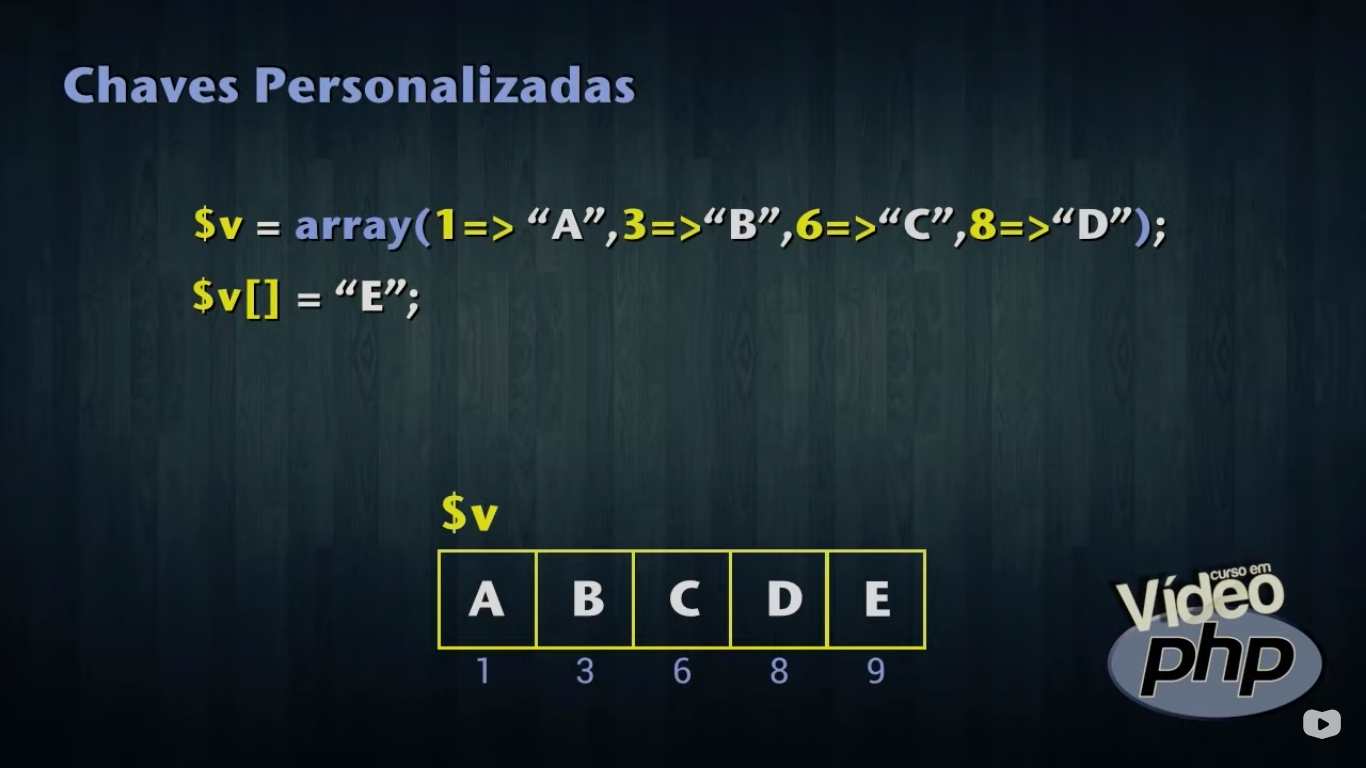 Chaves Personalizadas
$v = array(1=> “A”,3=>“B”,6=>“C”,8=>“D”);
$v[] = “E”;
$v
A B C D E
1 3 6 8 9
curso em
Vídeo
php